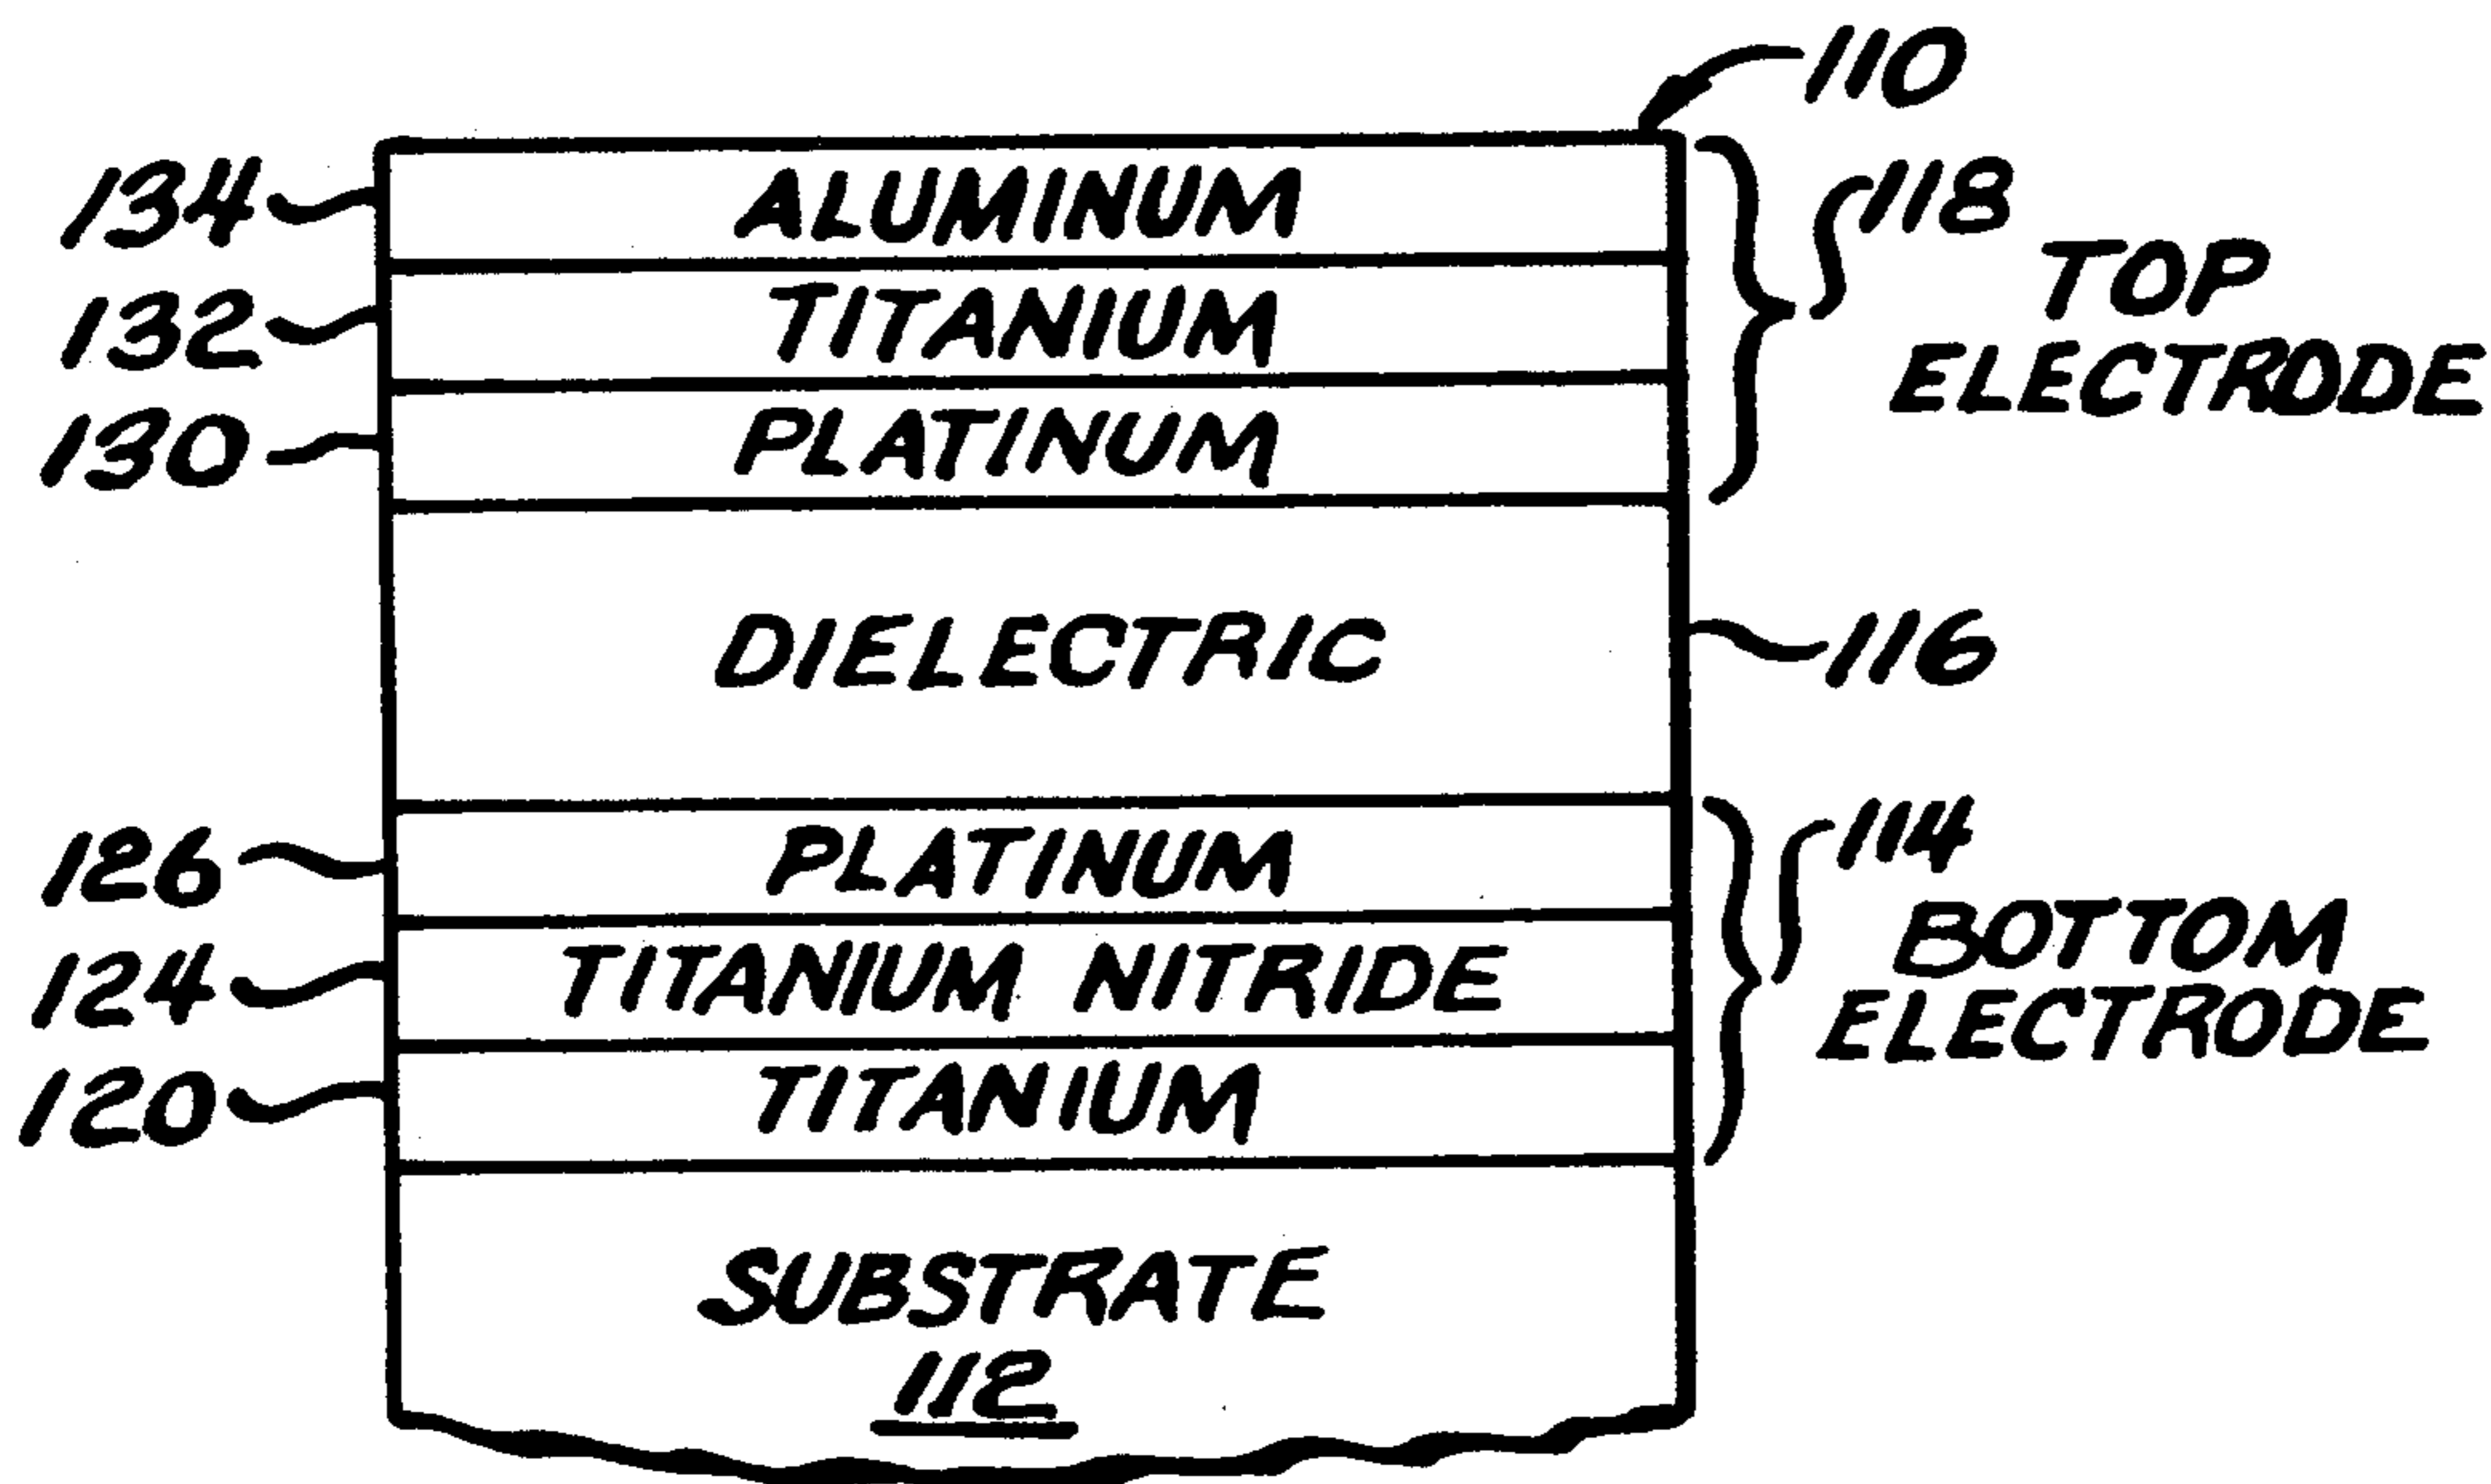 110
134 ALUMINUM 118
TOP
132 TITANIUM
ELECTRODE
130 PLATINUM
DIELECTRIC 116
126 PLATINUM 114
BOTTOM
124 TITANIUM NITRIDE
ELECTRODE
120 TITANIUM
SUBSTRATE
112